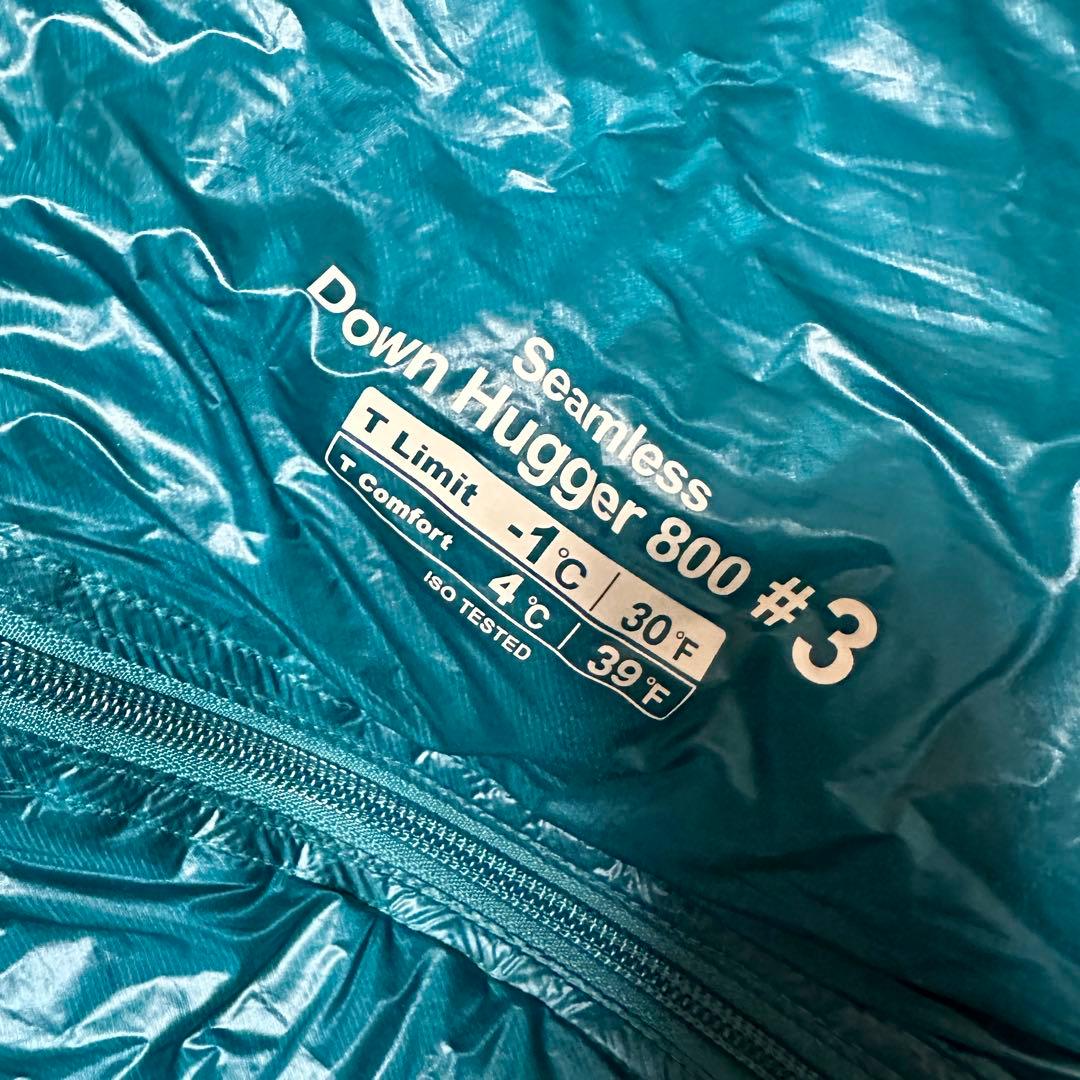 Seamless
Down Hugger 800 #3
T Limit -1℃ | 30°F
T Comfort 4℃ | 39°F
ISO TESTED